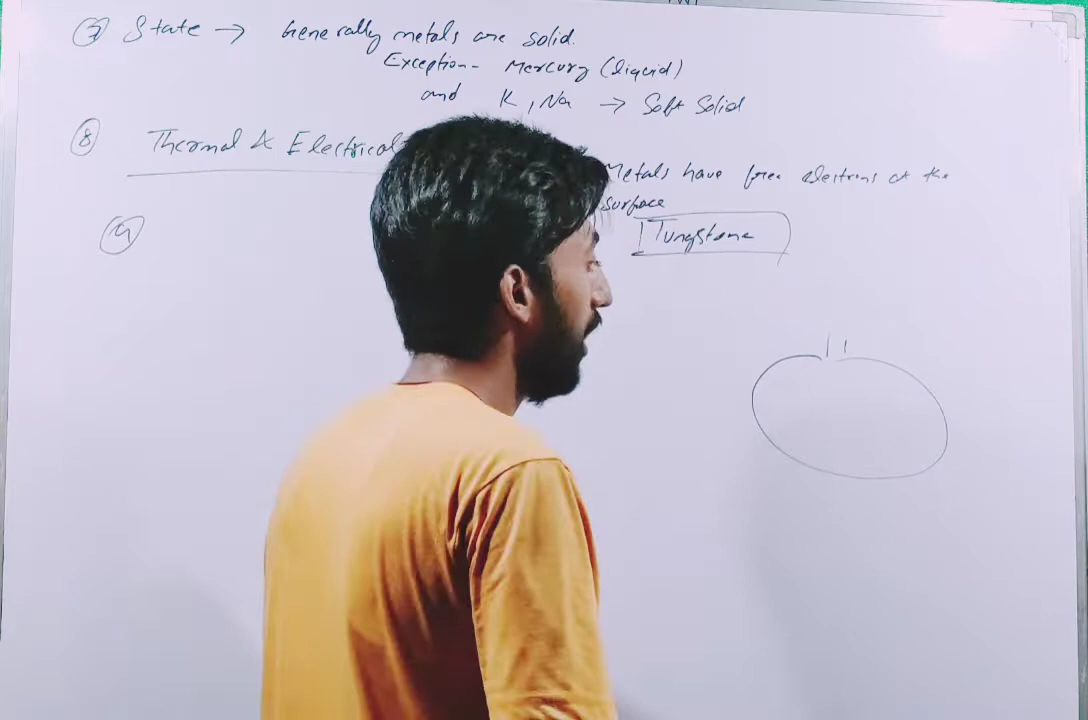 ⑦ State → Generally metals are solid.
Exception - Mercury (liquid)
and K, Na → Soft Solid
⑧ Thermal & Electrical
Metals have free electrons at the
surface
Tungstone
⑨